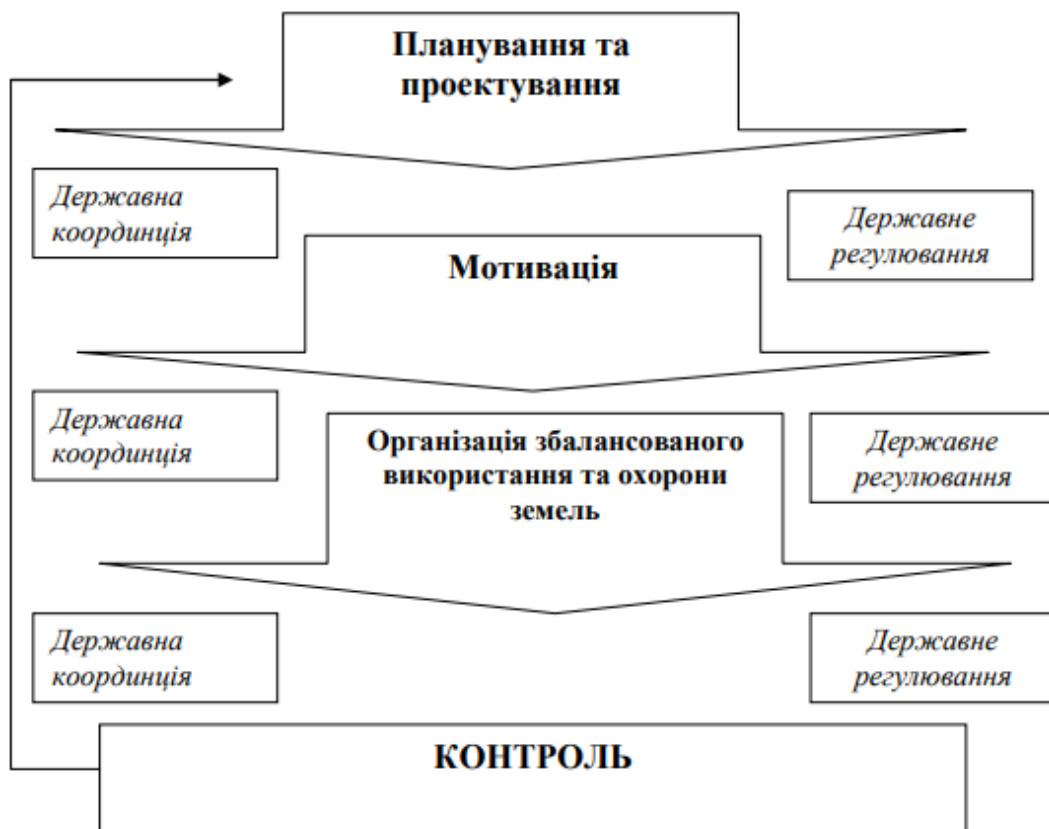 Планування та
проектування
Державна
координція
Державне
регулювання
Мотивація
Державна
координція
Організація збалансованого
використання та охорони
земель
Державне
регулювання
Державна
координція
Державне
регулювання
КОНТРОЛЬ